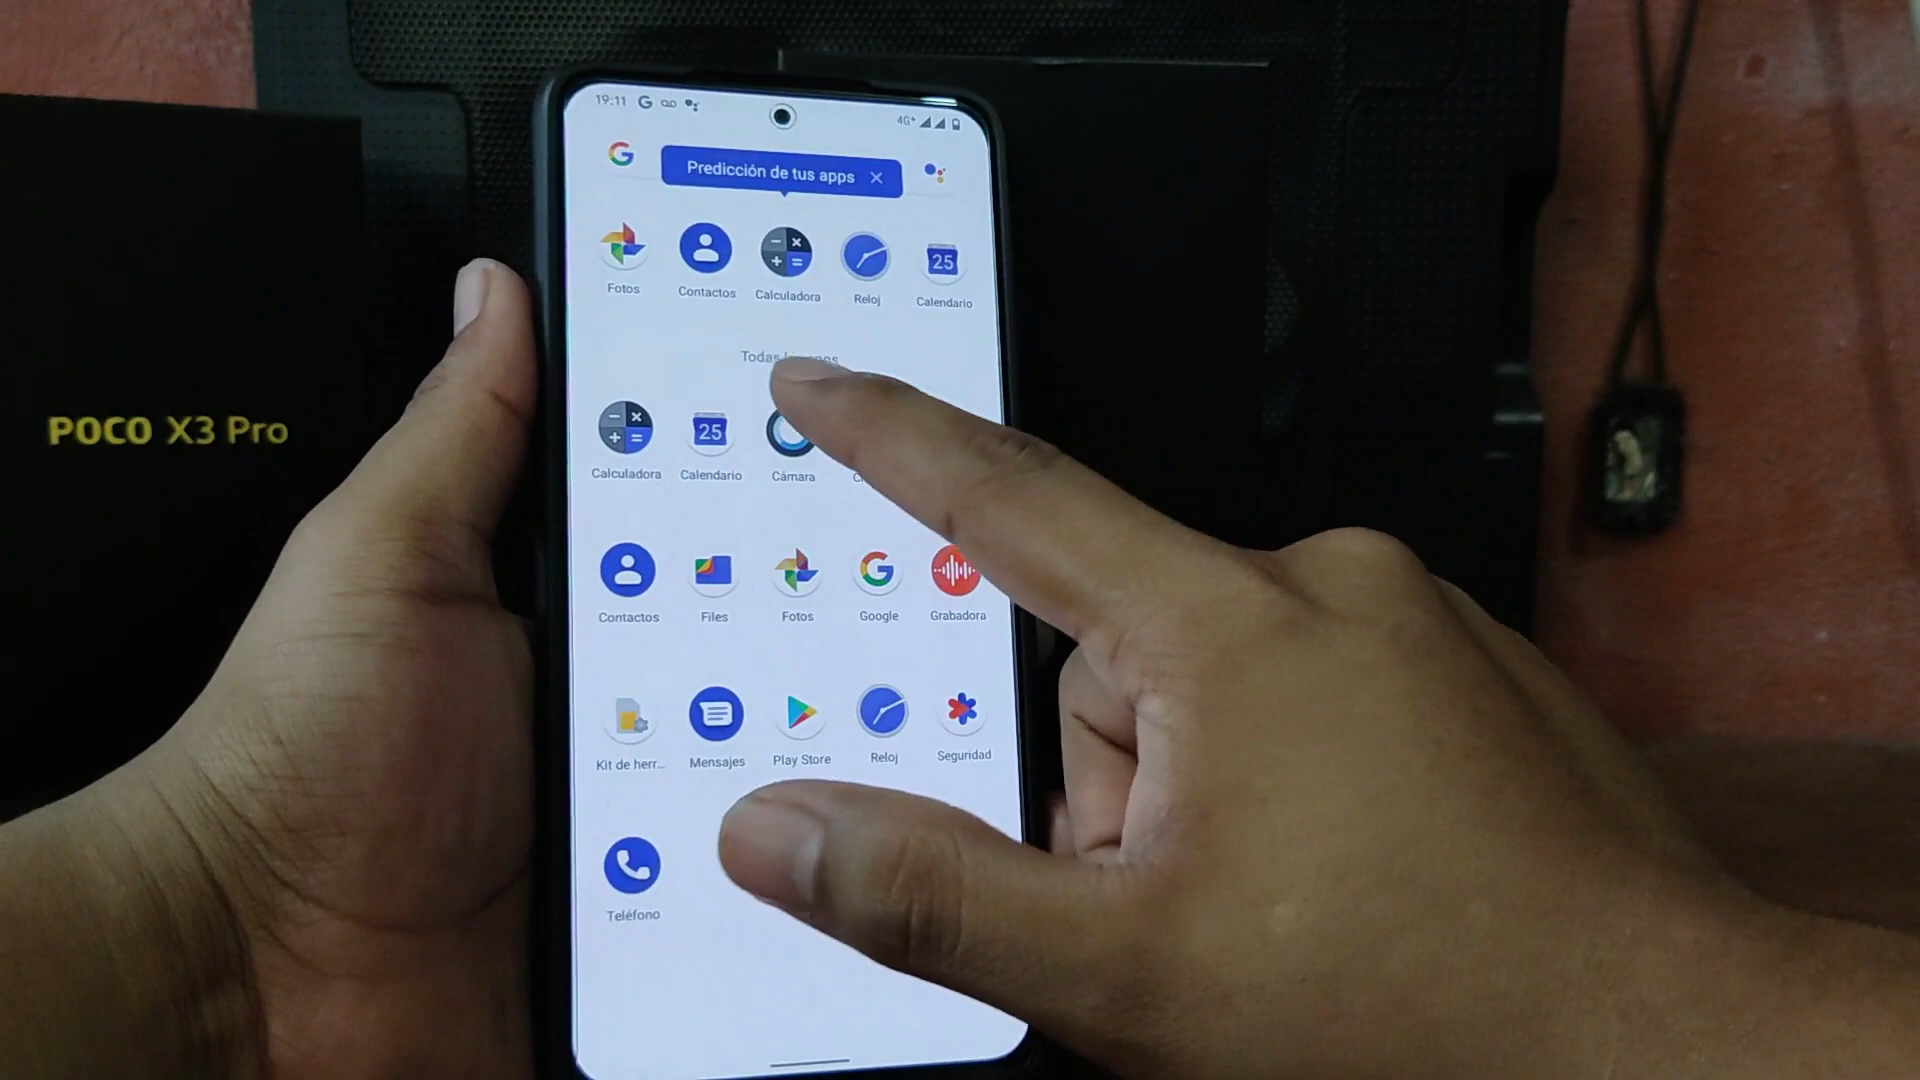 19:11
4G+
Predicción de tus apps
Fotos
Contactos
Calculadora
Reloj
25
Calendario
Todas
Calculadora
25
Calendario
Cámara
POCO X3 Pro
Contactos
Files
Fotos
Google
Grabadora
Kit de herr...
Mensajes
Play Store
Reloj
Seguridad
Teléfono